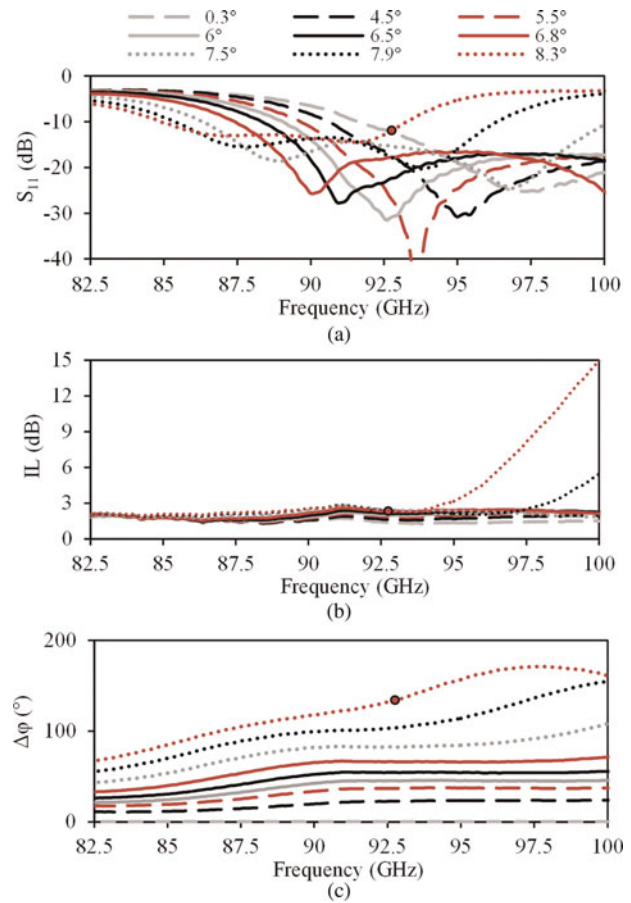 0.3° 4.5° 5.5°
6° 6.5° 6.8°
7.5° 7.9° 8.3°
0
-10
-20
-30
-40
S11 (dB)
82.5 85 87.5 90 92.5 95 97.5 100
Frequency (GHz)
(a)
15
12
9
6
3
0
IL (dB)
82.5 85 87.5 90 92.5 95 97.5 100
Frequency (GHz)
(b)
200
100
0
Δφ (°)
82.5 85 87.5 90 92.5 95 97.5 100
Frequency (GHz)
(c)